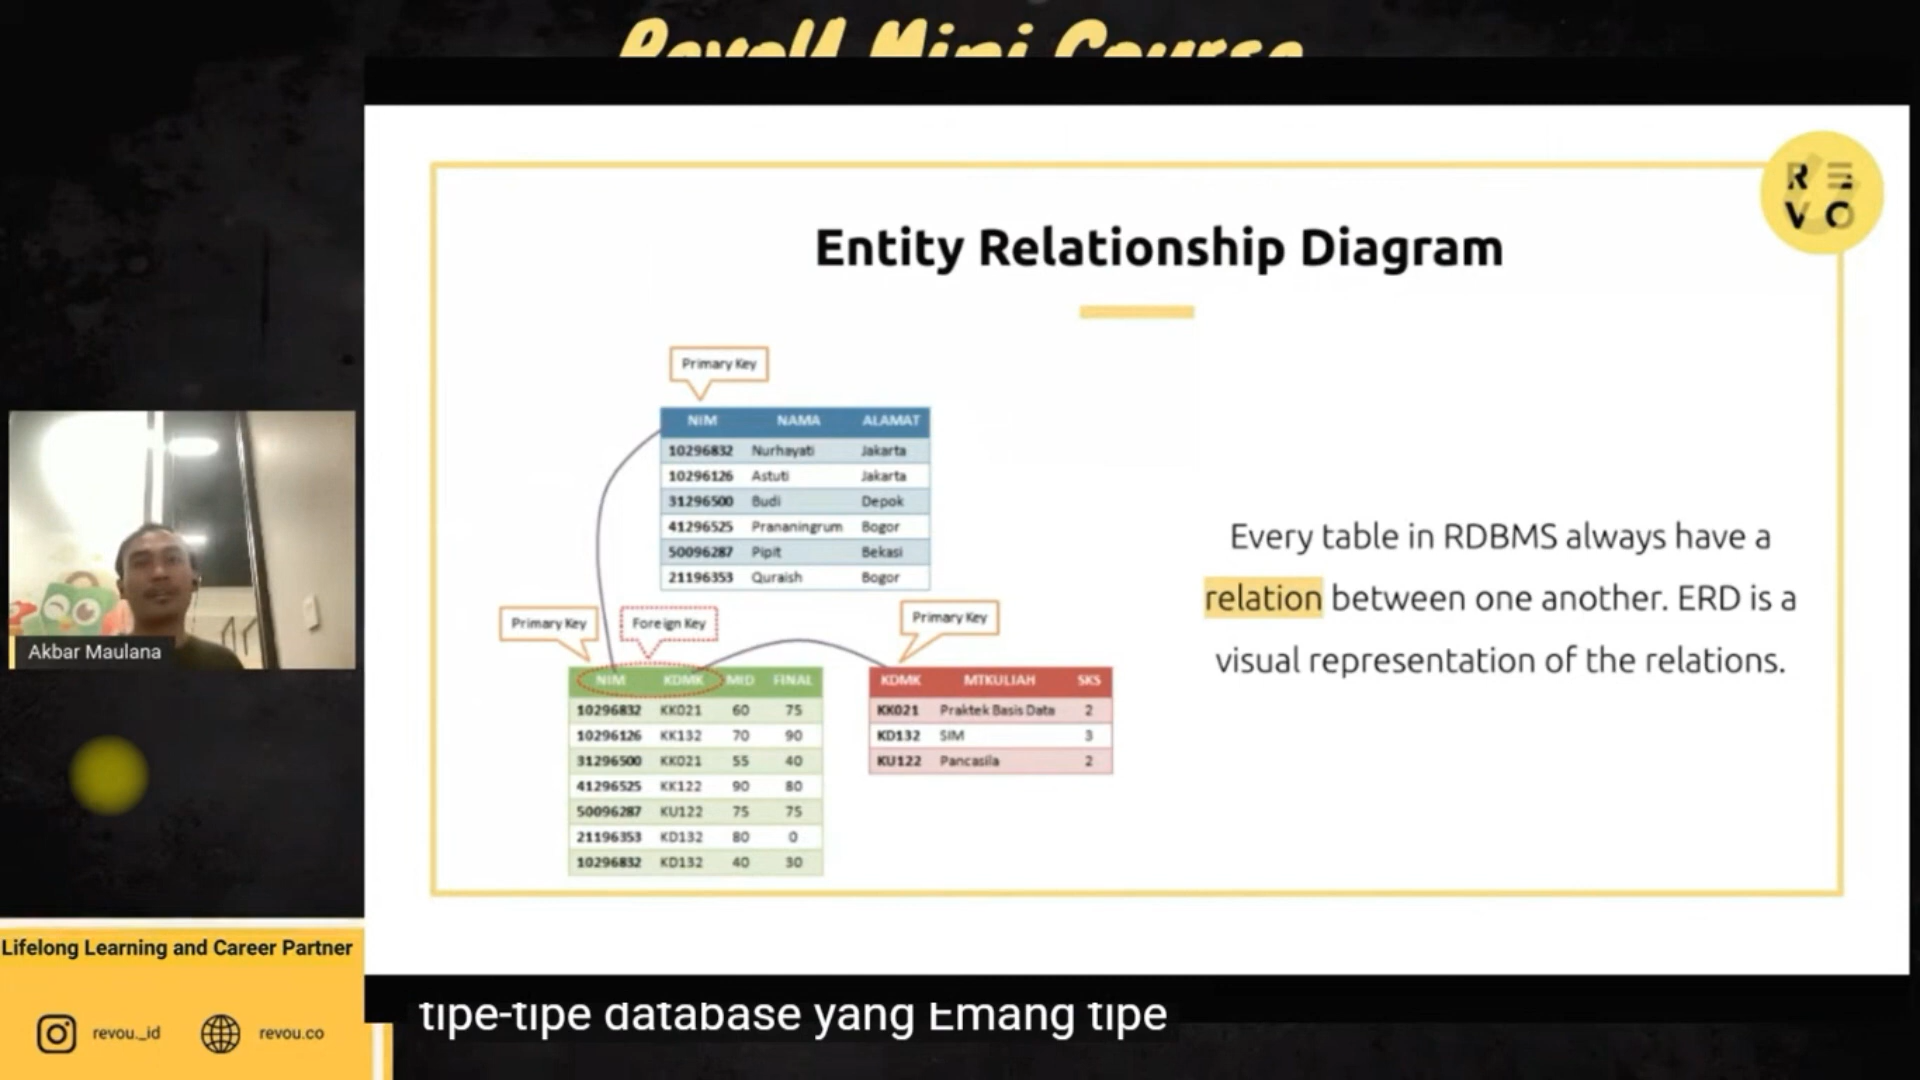 RevoU Mini Course
R E
V O
Entity Relationship Diagram
Primary Key
NIM NAMA ALAMAT
10296832 Nurhayati Jakarta
10296126 Astuti Jakarta
31296500 Budi Depok
41296525 Prananingrum Bogor
50096287 Pipit Bekasi
21196353 Quraish Bogor
Primary Key Foreign Key Primary Key
NIM KDMK MID FINAL
10296832 KK021 60 75
10296126 KK132 70 90
31296500 KK021 55 40
41296525 KK122 90 80
50096287 KU122 75 75
21196353 KD132 80 0
10296832 KD132 40 30
KDMK MTKULIAH SKS
KK021 Praktek Basis Data 2
KD132 SIM 3
KU122 Pancasila 2
Every table in RDBMS always have a
relation between one another. ERD is a
visual representation of the relations.
Akbar Maulana
Lifelong Learning and Career Partner
revou_id revou.co
tipe-tipe database yang Emang tipe